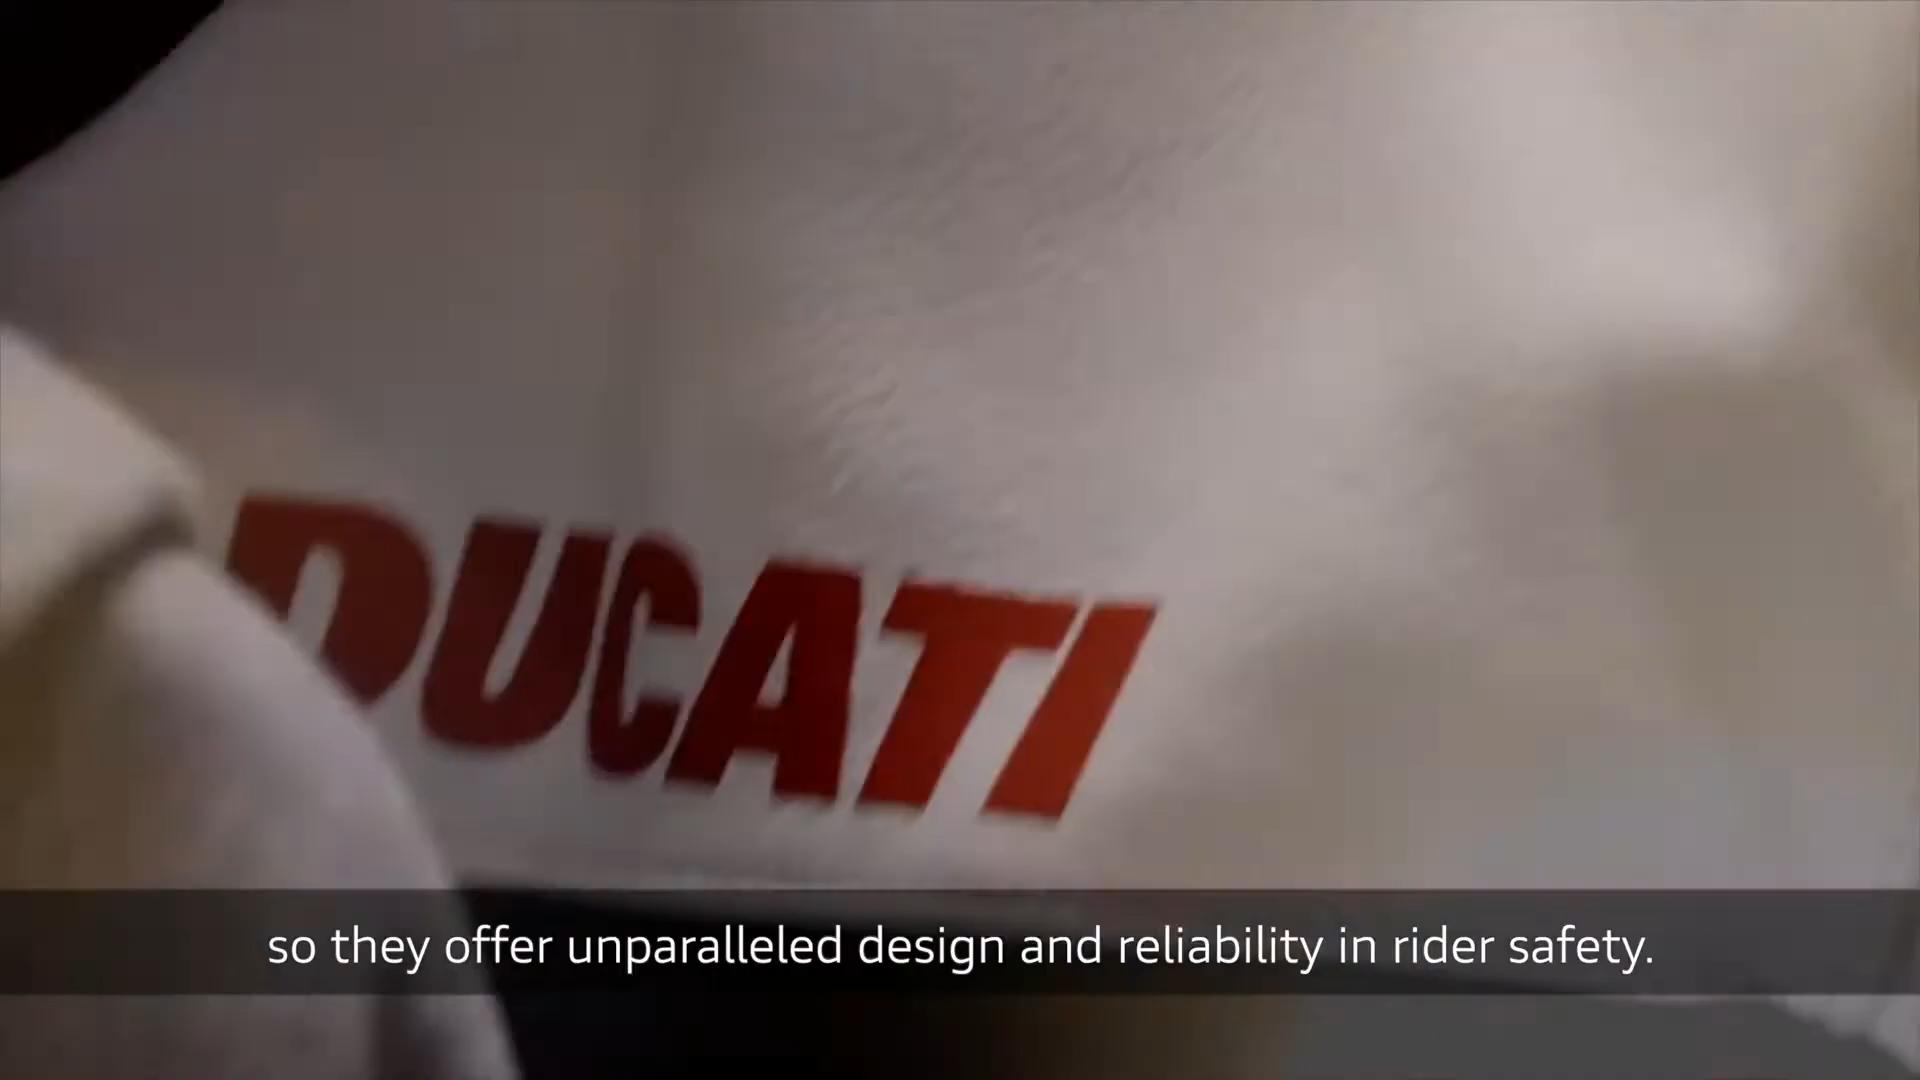 DUCATI
so they offer unparalleled design and reliability in rider safety.